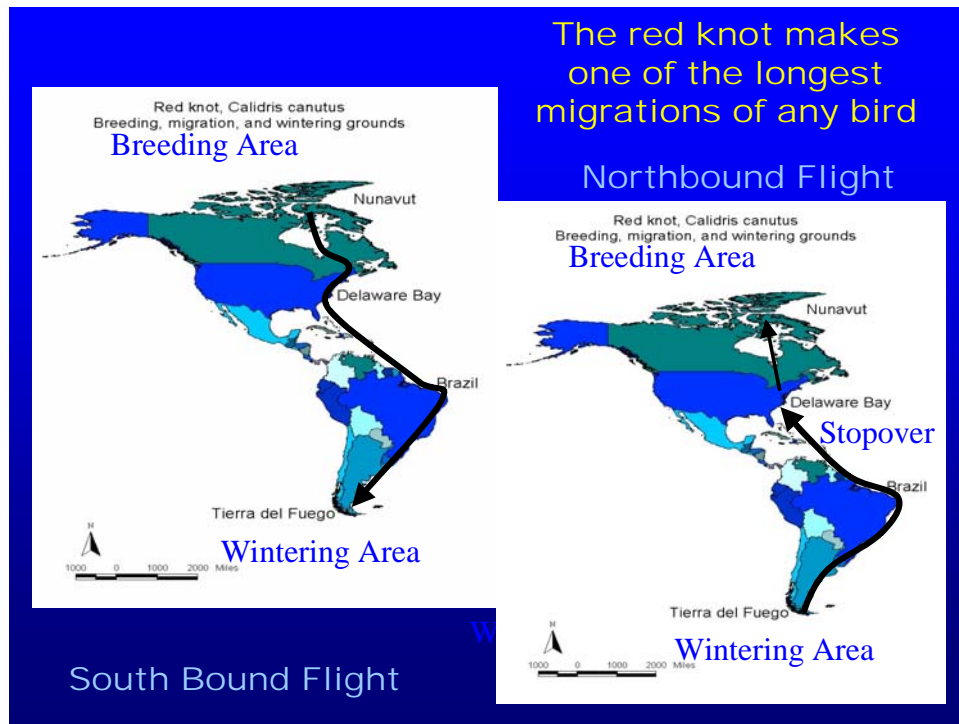 The red knot makes
one of the longest
migrations of any bird
Red knot, Calidris canutus
Breeding, migration, and wintering grounds
Breeding Area
Nunavut
Delaware Bay
Brazil
Tierra del Fuego
Wintering Area
N
1000 0 1000 2000 Miles
South Bound Flight
Northbound Flight
Red knot, Calidris canutus
Breeding, migration, and wintering grounds
Breeding Area
Nunavut
Delaware Bay
Stopover
Brazil
Tierra del Fuego
Wintering Area
N
1000 0 1000 2000 Miles